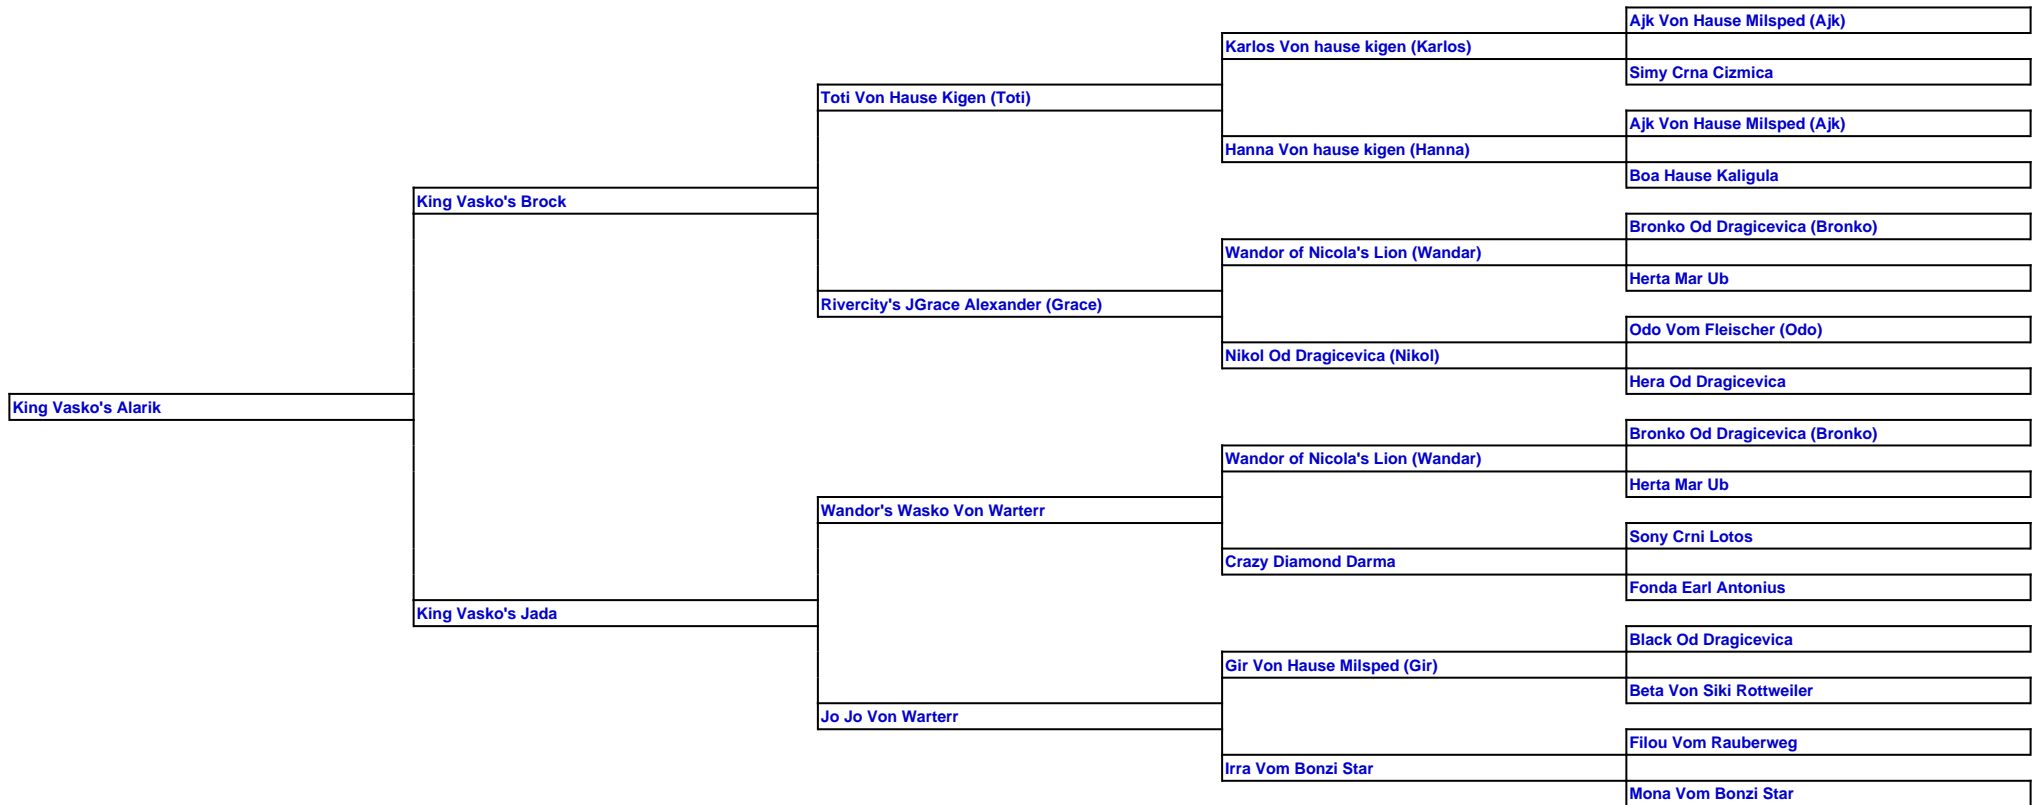 Ajk Von Hause Milsped (Ajk)
Karlos Von hause kigen (Karlos)
Simy Crna Cizmica
Toti Von Hause Kigen (Toti)
Ajk Von Hause Milsped (Ajk)
Hanna Von hause kigen (Hanna)
Boa Hause Kaligula
King Vasko's Brock
Bronko Od Dragicevica (Bronko)
Wandor of Nicola's Lion (Wandar)
Herta Mar Ub
Rivercity's JGrace Alexander (Grace)
Odo Vom Fleischer (Odo)
Nikol Od Dragicevica (Nikol)
Hera Od Dragicevica
King Vasko's Alarik
Bronko Od Dragicevica (Bronko)
Wandor of Nicola's Lion (Wandar)
Herta Mar Ub
Wandor's Wasko Von Warterr
Sony Crni Lotos
Crazy Diamond Darma
Fonda Earl Antonius
King Vasko's Jada
Black Od Dragicevica
Gir Von Hause Milsped (Gir)
Beta Von Siki Rottweiler
Jo Jo Von Warterr
Filou Vom Rauberweg
Irra Vom Bonzi Star
Mona Vom Bonzi Star